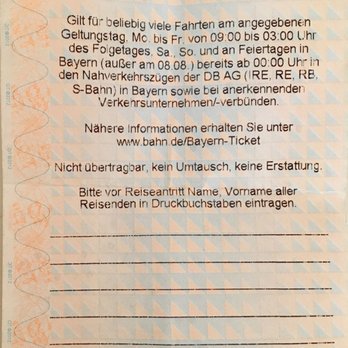 Gilt für beliebig viele Fahrten am angegebenen
Geltungstag, Mo. bis Fr. von 09:00 bis 03:00 Uhr
des Folgetages, Sa., So. und an Feiertagen in
Bayern (außer am 08.08.) bereits ab 00:00 Uhr in
den Nahverkehrszügen der DB AG (IRE, RE, RB,
S-Bahn) in Bayern sowie bei anerkennenden
Verkehrsunternehmen/-verbünden.
Nähere Informationen erhalten Sie unter
www.bahn.de/Bayern-Ticket
Nicht übertragbar, kein Umtausch, keine Erstattung.
Bitte vor Reiseantritt Name, Vorname aller
Reisenden in Druckbuchstaben eintragen.